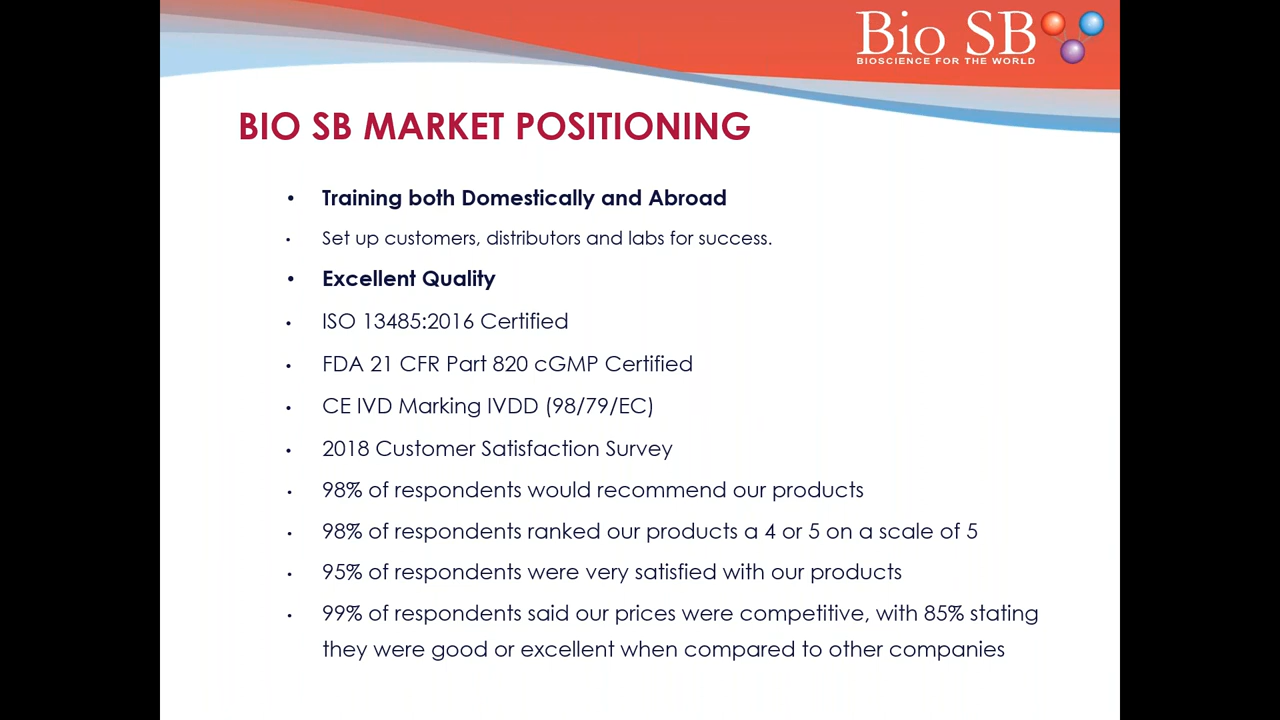 Bio SB
BIOSCIENCE FOR THE WORLD
BIO SB MARKET POSITIONING
• Training both Domestically and Abroad
• Set up customers, distributors and labs for success.
• Excellent Quality
• ISO 13485:2016 Certified
• FDA 21 CFR Part 820 cGMP Certified
• CE IVD Marking IVDD (98/79/EC)
• 2018 Customer Satisfaction Survey
• 98% of respondents would recommend our products
• 98% of respondents ranked our products a 4 or 5 on a scale of 5
• 95% of respondents were very satisfied with our products
• 99% of respondents said our prices were competitive, with 85% stating
they were good or excellent when compared to other companies